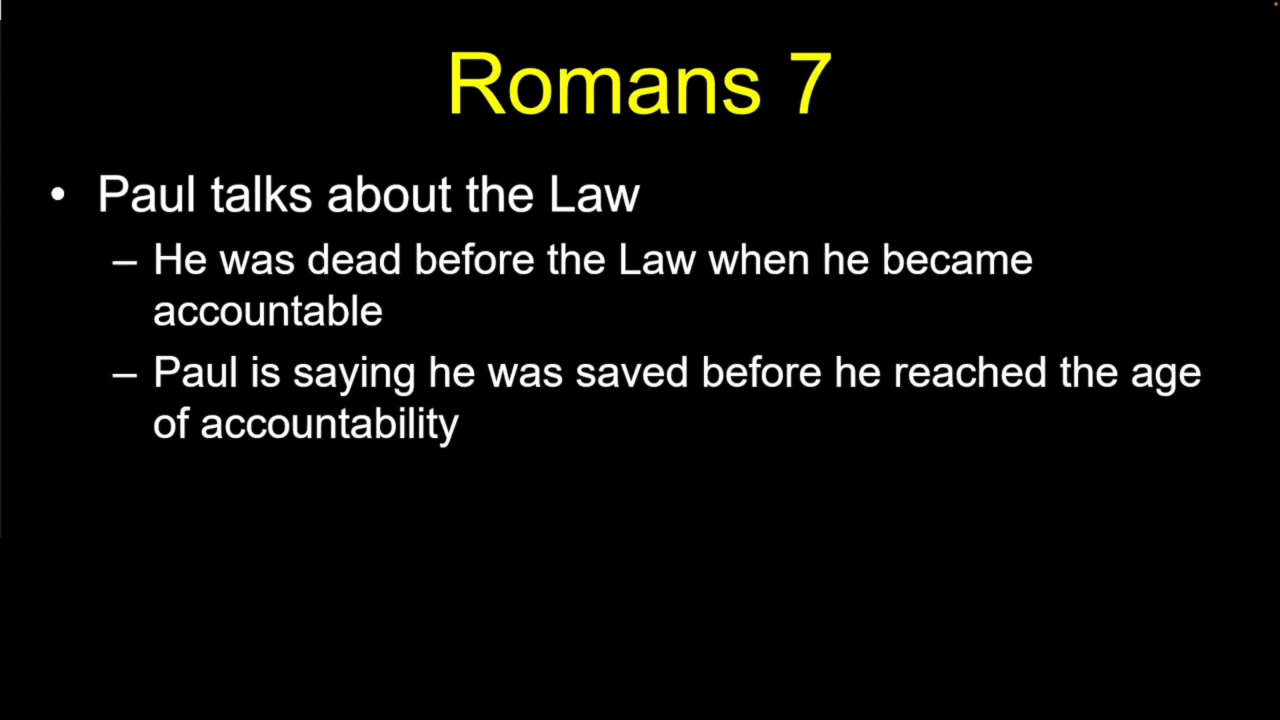 Romans 7
• Paul talks about the Law
– He was dead before the Law when he became
accountable
– Paul is saying he was saved before he reached the age
of accountability